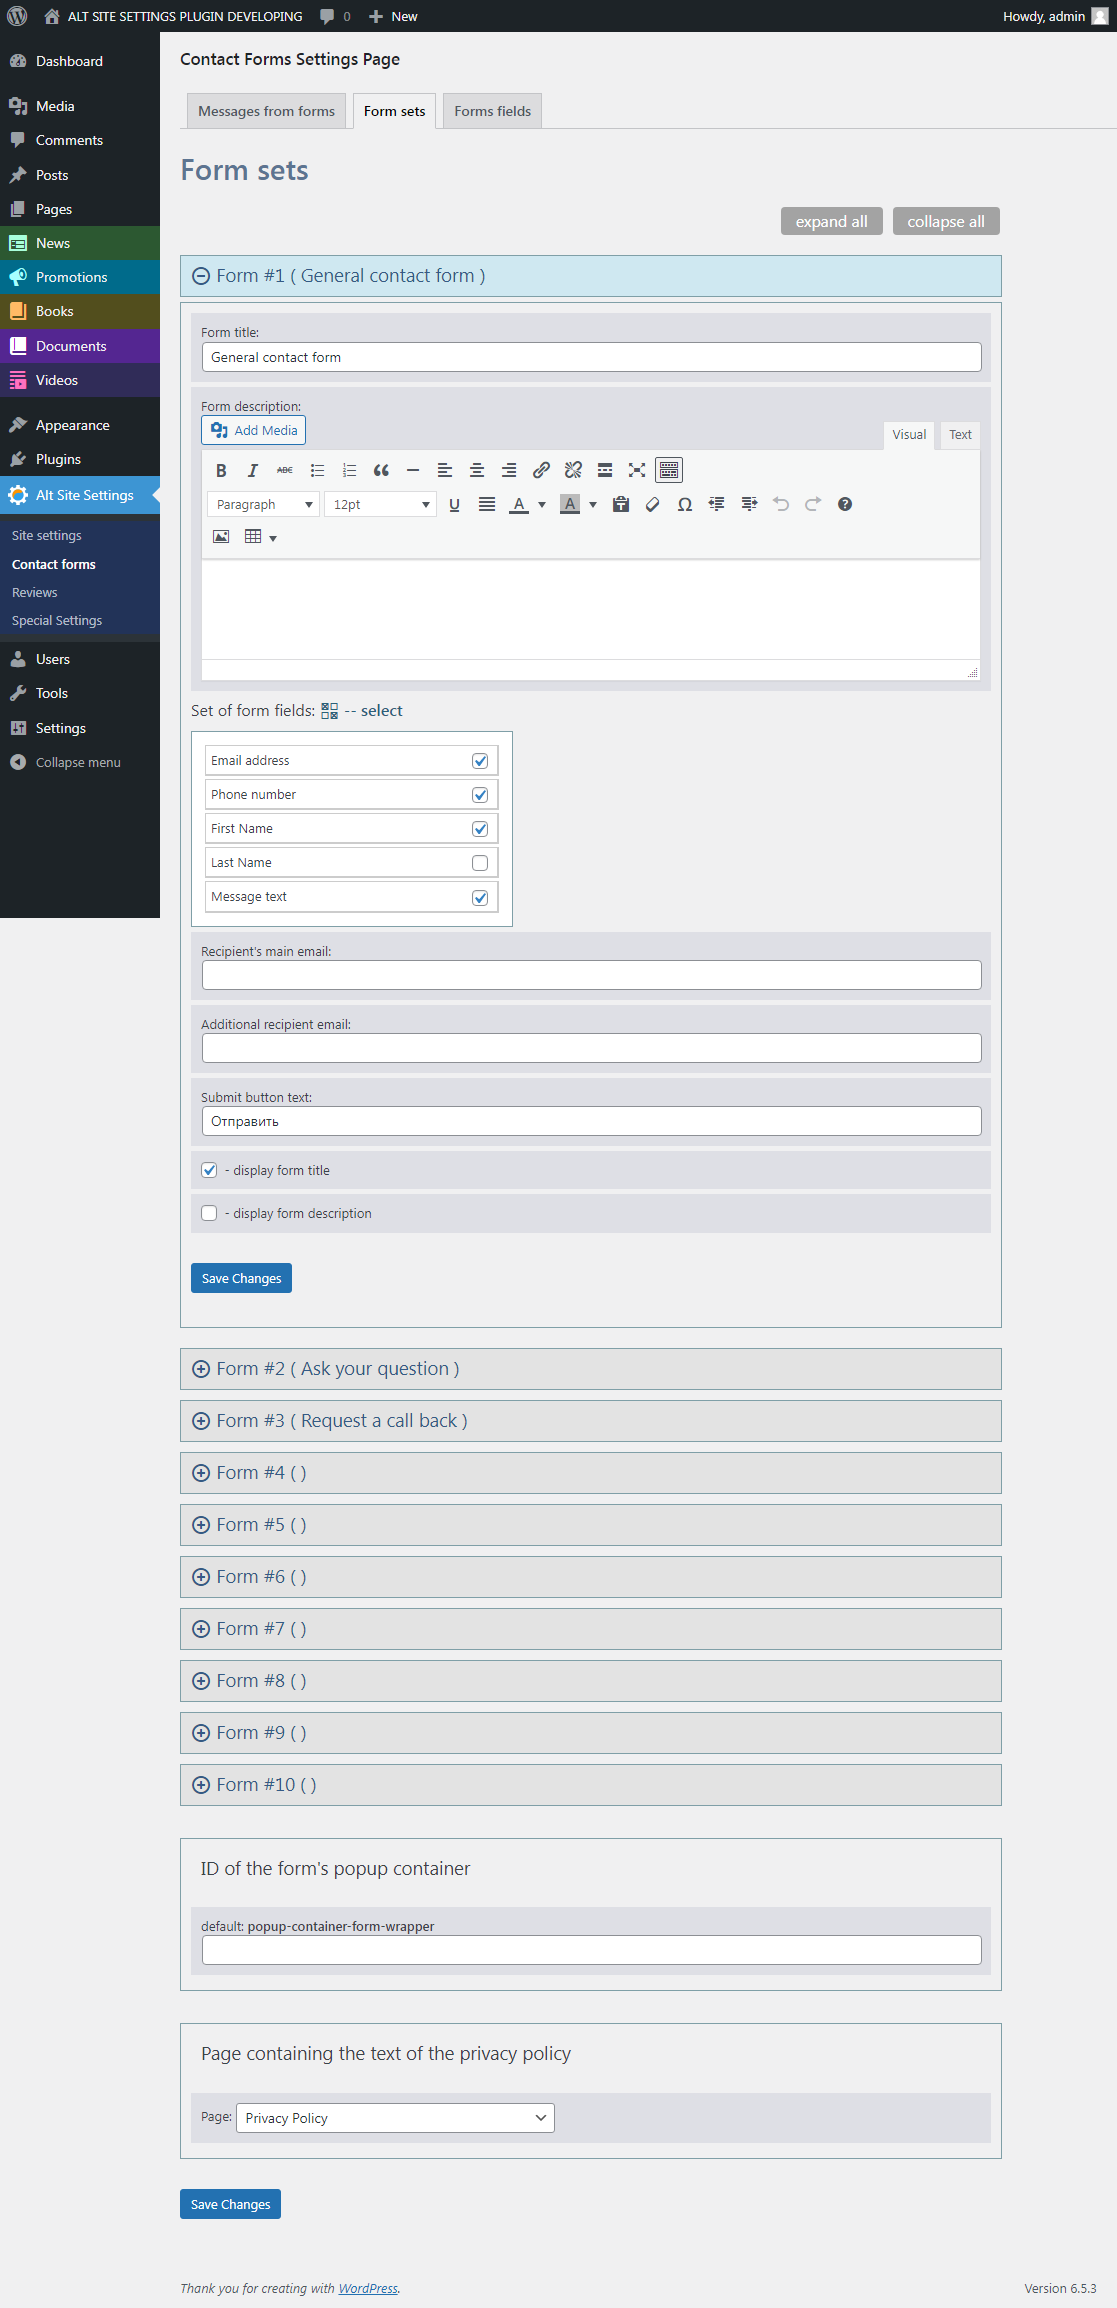 ALT SITE SETTINGS PLUGIN DEVELOPING 0 New Howdy, admin
Dashboard
Media
Comments
Posts
Pages
News
Promotions
Books
Documents
Videos
Appearance
Plugins
Alt Site Settings
Site settings
Contact forms
Reviews
Special Settings
Users
Tools
Settings
Collapse menu
Contact Forms Settings Page
Messages from forms Form sets Forms fields
Form sets
expand all collapse all
Form #1 ( General contact form )
Form title:
General contact form
Form description:
Add Media Visual Text
B I ABC
Paragraph 12pt U A A Ω
Set of form fields: -- select
Email address
Phone number
First Name
Last Name
Message text
Recipient's main email:
Additional recipient email:
Submit button text:
Отправить
- display form title
- display form description
Save Changes
Form #2 ( Ask your question )
Form #3 ( Request a call back )
Form #4 ( )
Form #5 ( )
Form #6 ( )
Form #7 ( )
Form #8 ( )
Form #9 ( )
Form #10 ( )
ID of the form's popup container
default: popup-container-form-wrapper
Page containing the text of the privacy policy
Page: Privacy Policy
Save Changes
Thank you for creating with WordPress. Version 6.5.3